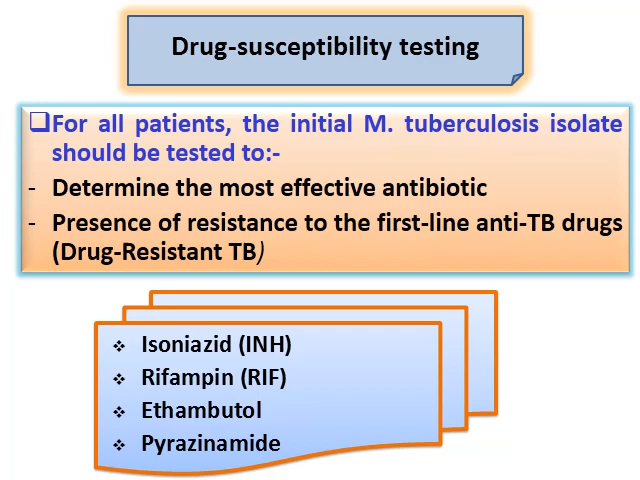 Drug-susceptibility testing
❑For all patients, the initial M. tuberculosis isolate
should be tested to:-
- Determine the most effective antibiotic
- Presence of resistance to the first-line anti-TB drugs
(Drug-Resistant TB)
❖ Isoniazid (INH)
❖ Rifampin (RIF)
❖ Ethambutol
❖ Pyrazinamide